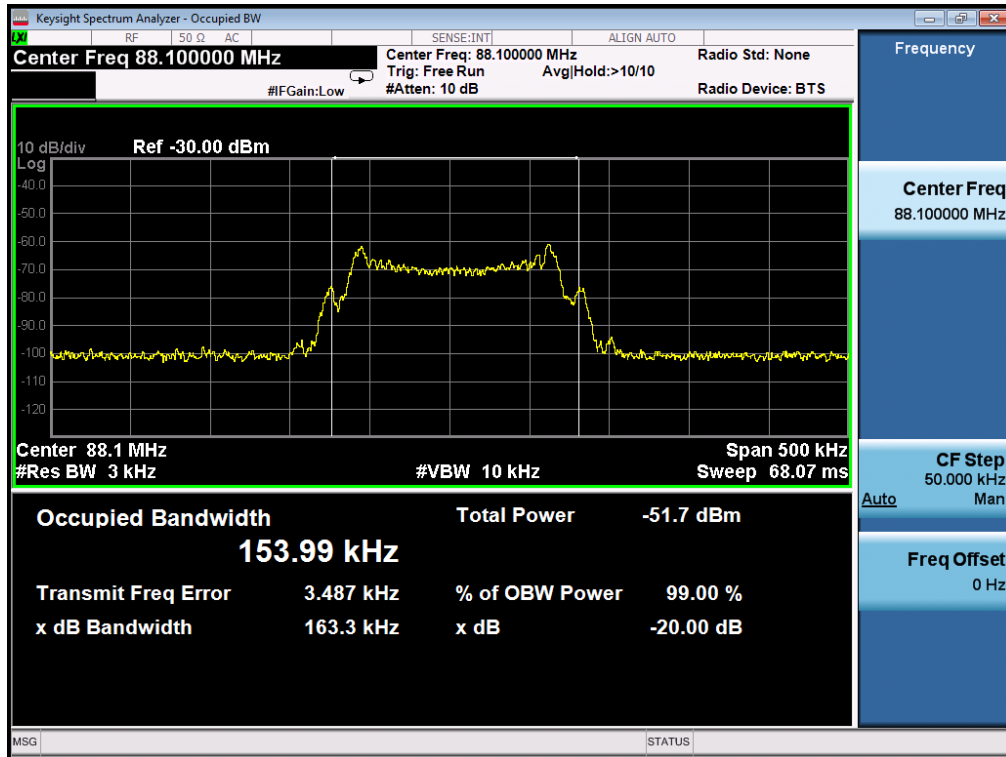 Keysight Spectrum Analyzer - Occupied BW
LXI
RF 50 Ω AC SENSE:INT ALIGN AUTO
Center Freq 88.100000 MHz
Center Freq: 88.100000 MHz Radio Std: None
Trig: Free Run Avg|Hold:>10/10
#IFGain:Low #Atten: 10 dB Radio Device: BTS
10 dB/div Ref -30.00 dBm
Log
-40.0
-50.0
-60.0
-70.0
-80.0
-90.0
-100
-110
-120
Center 88.1 MHz Span 500 kHz
#Res BW 3 kHz #VBW 10 kHz Sweep 68.07 ms
Occupied Bandwidth Total Power -51.7 dBm
153.99 kHz
Transmit Freq Error 3.487 kHz % of OBW Power 99.00 %
x dB Bandwidth 163.3 kHz x dB -20.00 dB
Frequency
Center Freq
88.100000 MHz
CF Step
50.000 kHz
Auto Man
Freq Offset
0 Hz
MSG STATUS